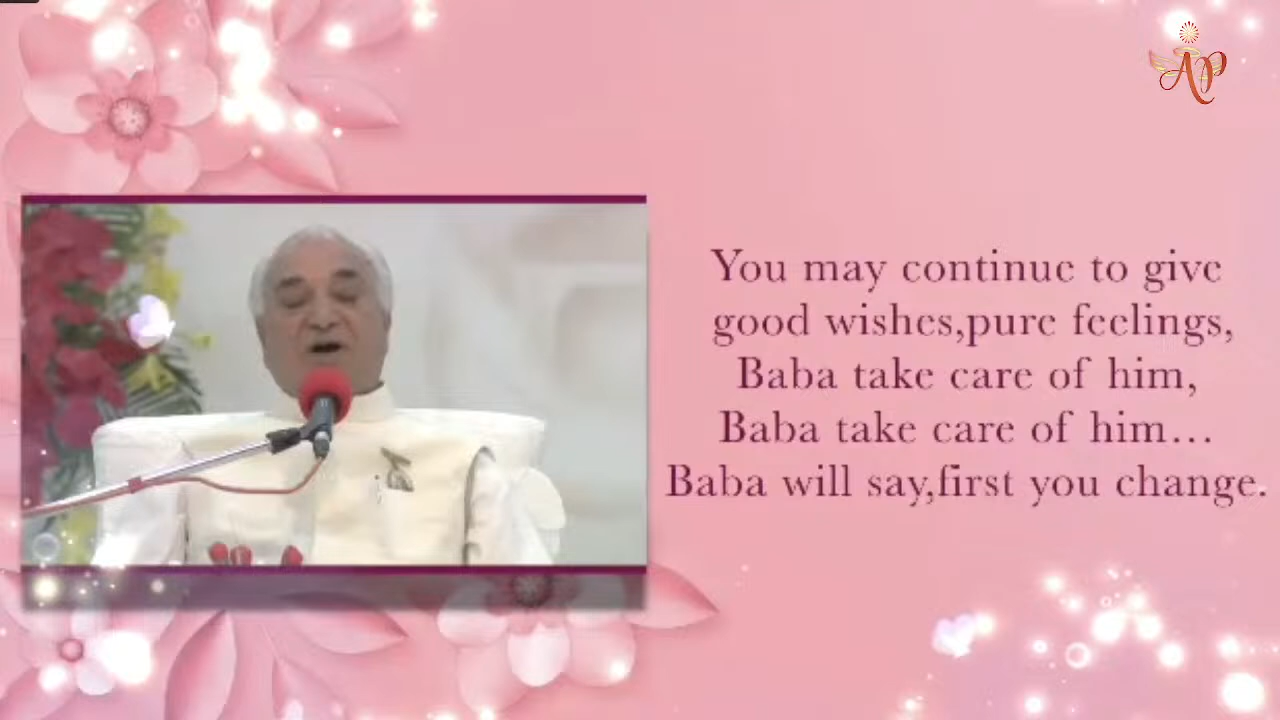 AP
You may continue to give
good wishes,pure feelings,
Baba take care of him,
Baba take care of him...
Baba will say,first you change.